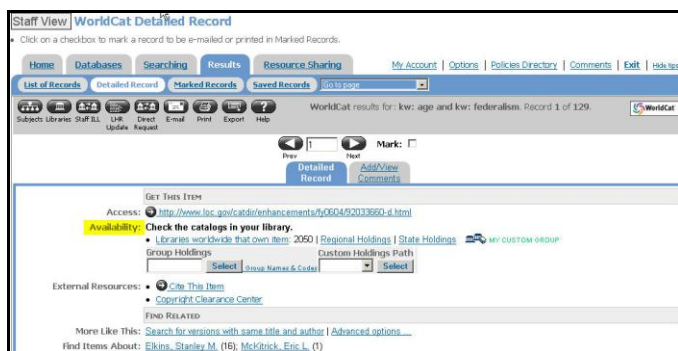 Staff View WorldCat Detailed Record
• Click on a checkbox to mark a record to be e-mailed or printed in Marked Records.
Home Databases Searching Results Resource Sharing My Account | Options | Policies Directory | Comments | Exit | Hide tips
List of Records Detailed Record Marked Records Saved Records Go to page
Subjects Libraries Staff ILL LHR Update Direct Request E-mail Print Export Help WorldCat results for: kw: age and kw: federalism. Record 1 of 129. WorldCat
Prev 1 Next Mark:
Detailed Record Add/View Comments
GET THIS ITEM
Access: http://www.loc.gov/catdir/enhancements/fy0604/92033660-d.html
Availability: Check the catalogs in your library.
• Libraries worldwide that own item: 2050 | Regional Holdings | State Holdings MY CUSTOM GROUP
Group Holdings Custom Holdings Path
Select Group Names & Codes Select
External Resources: • Cite This Item
• Copyright Clearance Center
FIND RELATED
More Like This: Search for versions with same title and author | Advanced options ...
Find Items About: Elkins, Stanley M. (16); McKitrick, Eric L. (1)